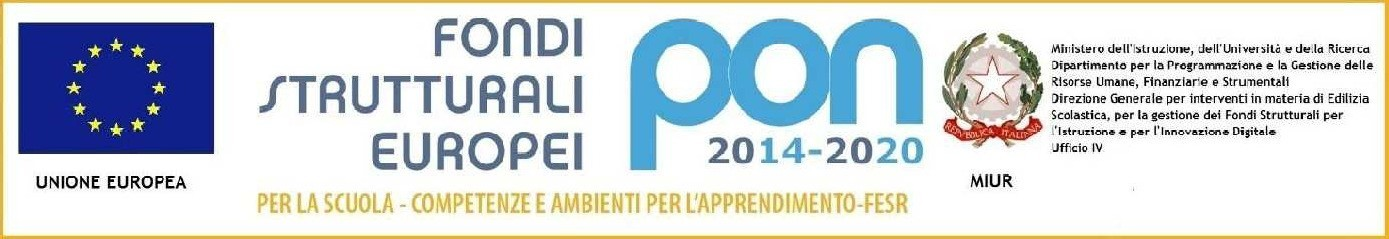 UNIONE EUROPEA
FONDI
STRUTTURALI
EUROPEI
pon
2014-2020
PER LA SCUOLA - COMPETENZE E AMBIENTI PER L'APPRENDIMENTO-FESR
REPVBBLICA ITALIANA
MIUR
Ministero dell'Istruzione, dell'Università e della Ricerca
Dipartimento per la Programmazione e la Gestione delle
Risorse Umane, Finanziarie e Strumentali
Direzione Generale per interventi in materia di Edilizia
Scolastica, per la gestione dei Fondi Strutturali per
l'Istruzione e per l'Innovazione Digitale
Ufficio IV